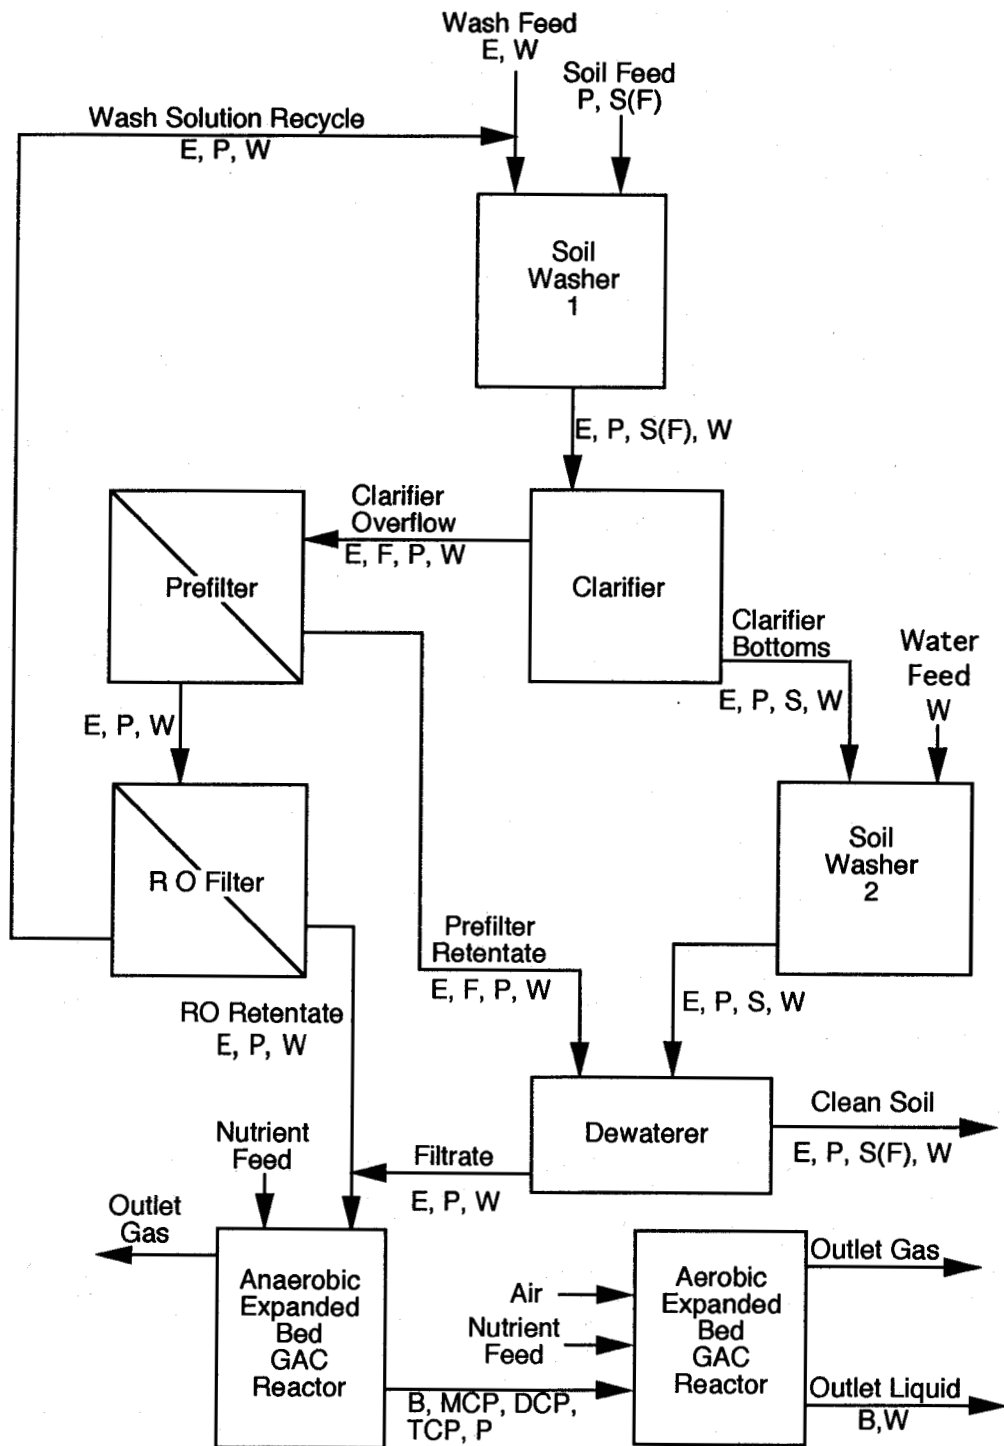 Wash Feed
E, W
Soil Feed
P, S(F)
Wash Solution Recycle
E, P, W
Soil
Washer
1
E, P, S(F), W
Clarifier
Overflow
E, F, P, W
Prefilter
Clarifier
Clarifier
Bottoms
E, P, S, W
Water
Feed
W
E, P, W
R O Filter
Soil
Washer
2
Prefilter
Retentate
E, F, P, W
E, P, S, W
RO Retentate
E, P, W
Dewaterer
Clean Soil
E, P, S(F), W
Nutrient
Feed
Filtrate
E, P, W
Outlet
Gas
Anaerobic
Expanded
Bed
GAC
Reactor
Air
Nutrient
Feed
Aerobic
Expanded
Bed
GAC
Reactor
Outlet Gas
B, MCP, DCP,
TCP, P
Outlet Liquid
B,W